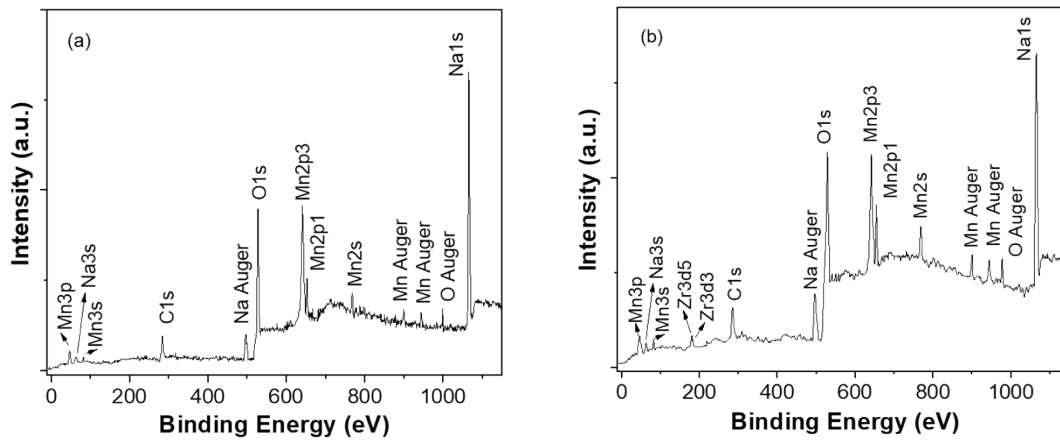 (a)
Intensity (a.u.)
Mn3p
Na3s
Mn3s
C1s
Na Auger
O1s
Mn2p3
Mn2p1
Mn2s
Mn Auger
Mn Auger
O Auger
Na1s
0 200 400 600 800 1000
Binding Energy (eV)
(b)
Intensity (a.u.)
Mn3p
Na3s
Mn3s
Zr3d5
Zr3d3
C1s
Na Auger
O1s
Mn2p3
Mn2p1
Mn2s
Mn Auger
Mn Auger
O Auger
Na1s
0 200 400 600 800 1000
Binding Energy (eV)